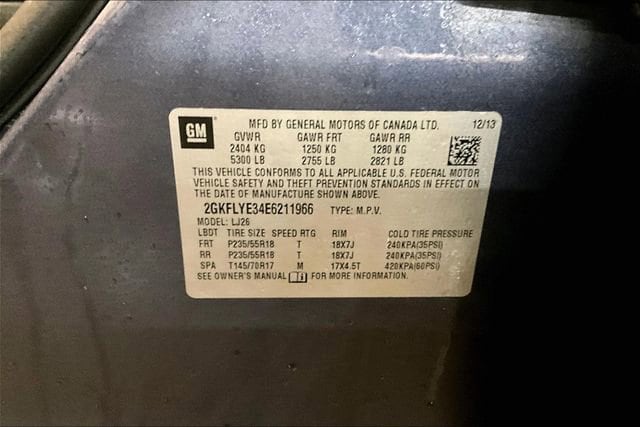 GM
MFD BY GENERAL MOTORS OF CANADA LTD. 12/13
GVWR GAWR FRT GAWR RR
2404 KG 1250 KG 1280 KG
5300 LB 2755 LB 2821 LB
THIS VEHICLE CONFORMS TO ALL APPLICABLE U.S. FEDERAL MOTOR
VEHICLE SAFETY AND THEFT PREVENTION STANDARDS IN EFFECT ON
THE DATE OF MANUFACTURE SHOWN ABOVE.
2GKFLYE34E6211966 TYPE: M.P.V.
MODEL: LJ26
LBDT TIRE SIZE SPEED RTG RIM COLD TIRE PRESSURE
FRT P235/55R18 T 18X7J 240KPA(35PSI)
RR P235/55R18 T 18X7J 240KPA(35PSI)
SPA T145/70R17 M 17X4.5T 420KPA(60PSI)
SEE OWNER'S MANUAL FOR MORE INFORMATION.